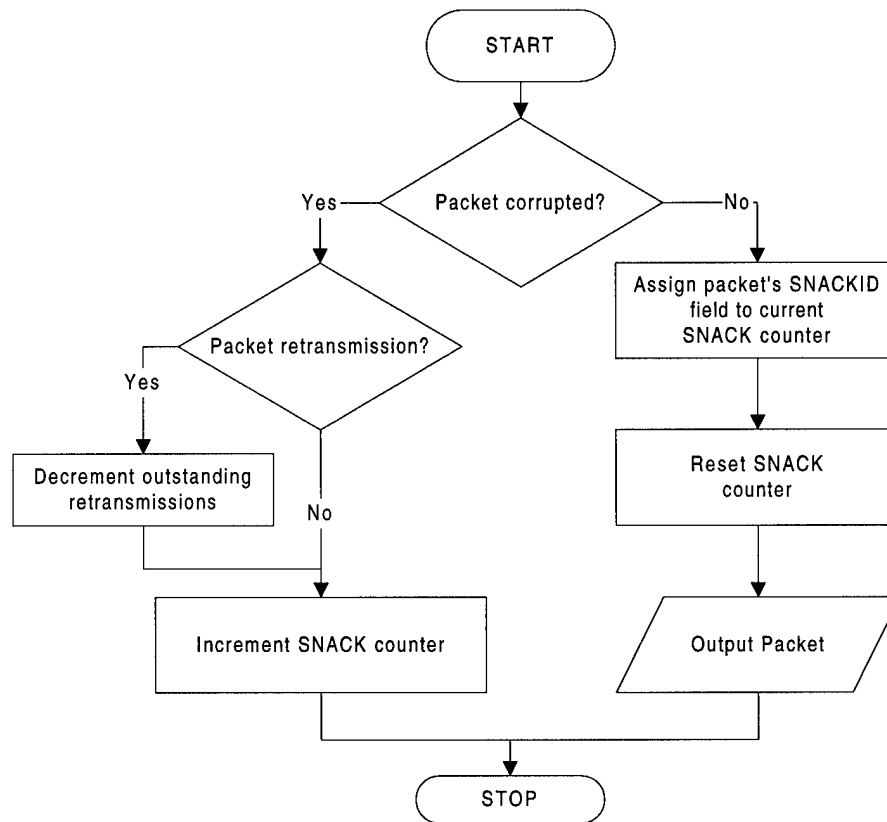 START
Packet corrupted?
Yes
No
Assign packet's SNACKID
field to current
SNACK counter
Packet retransmission?
Yes
Decrement outstanding
retransmissions
No
Reset SNACK
counter
Increment SNACK counter
Output Packet
STOP